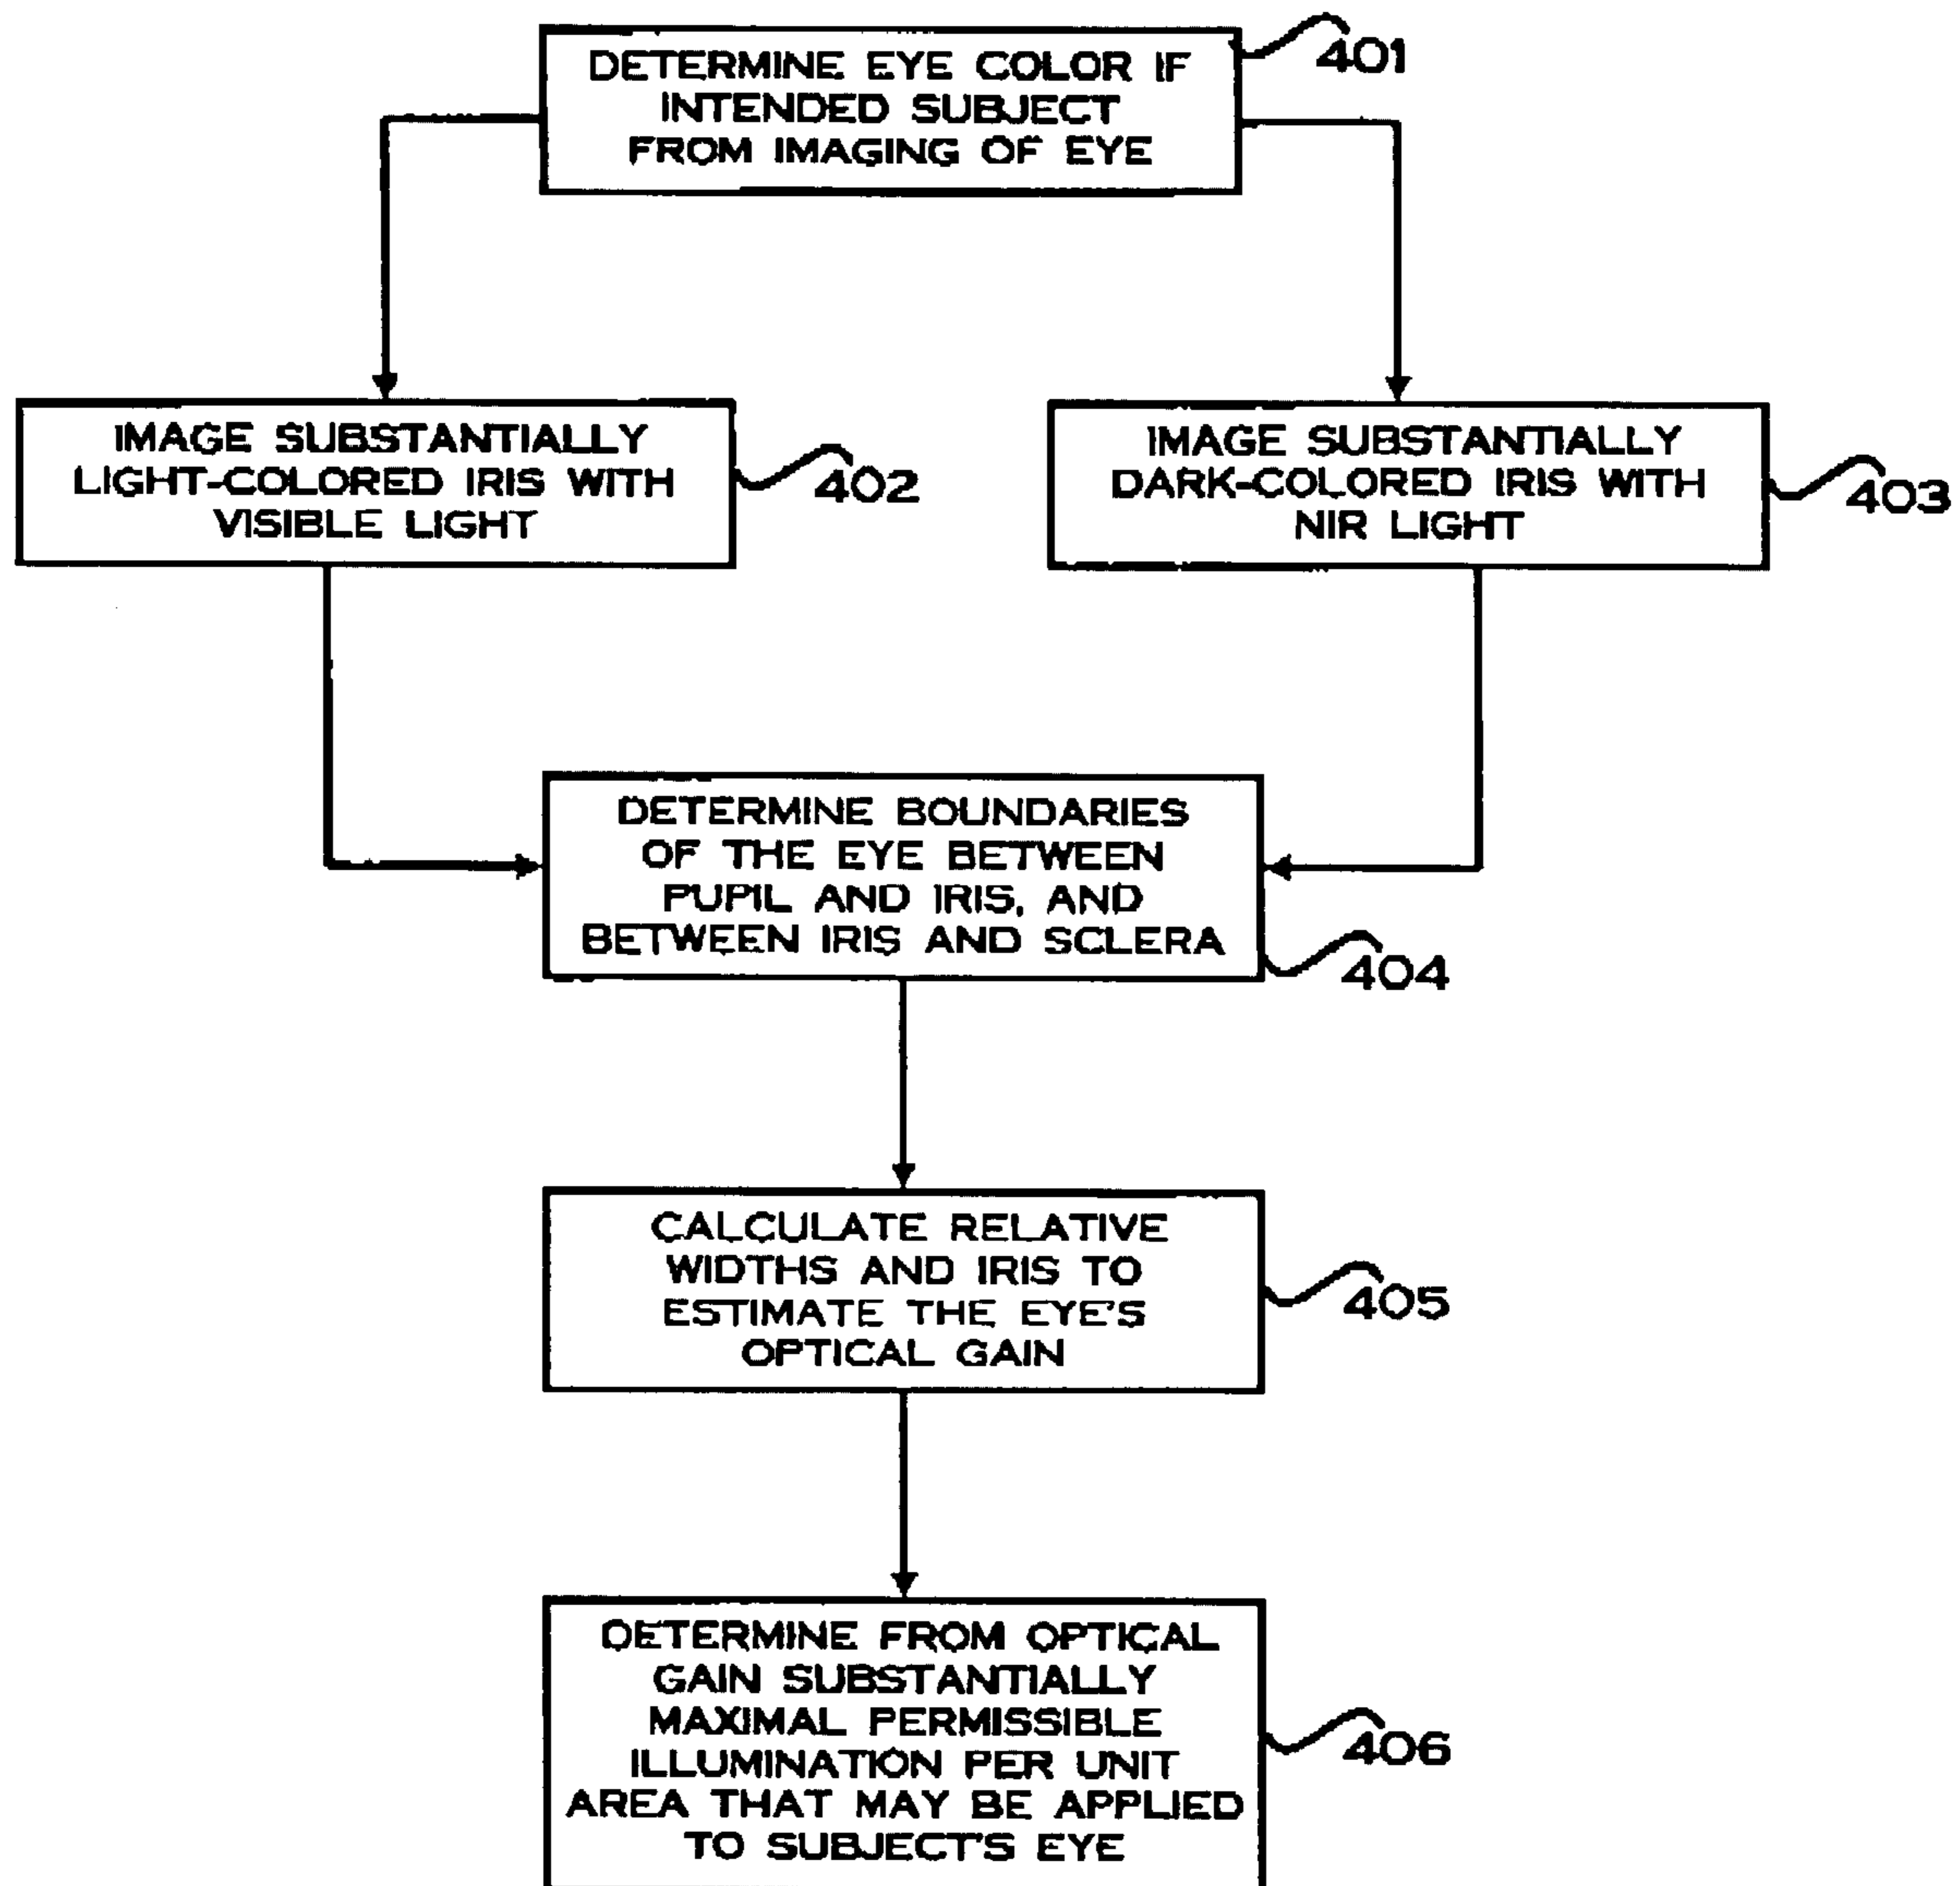 DETERMINE EYE COLOR IF
INTENDED SUBJECT
FROM IMAGING OF EYE
401
IMAGE SUBSTANTIALLY
LIGHT-COLORED IRIS WITH
VISIBLE LIGHT
402
IMAGE SUBSTANTIALLY
DARK-COLORED IRIS WITH
NIR LIGHT
403
DETERMINE BOUNDARIES
OF THE EYE BETWEEN
PUPIL AND IRIS, AND
BETWEEN IRIS AND SCLERA
404
CALCULATE RELATIVE
WIDTHS AND IRIS TO
ESTIMATE THE EYE'S
OPTICAL GAIN
405
DETERMINE FROM OPTICAL
GAIN SUBSTANTIALLY
MAXIMAL PERMISSIBLE
ILLUMINATION PER UNIT
AREA THAT MAY BE APPLIED
TO SUBJECT'S EYE
406